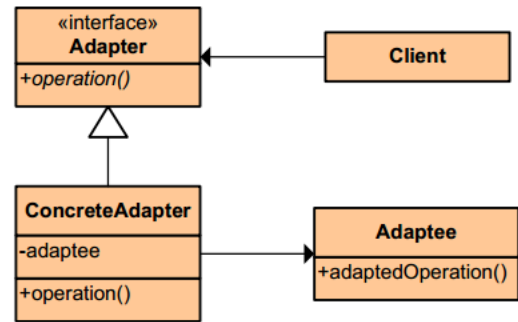 «interface»
Adapter
+operation()
Client
ConcreteAdapter
-adaptee
+operation()
Adaptee
+adaptedOperation()